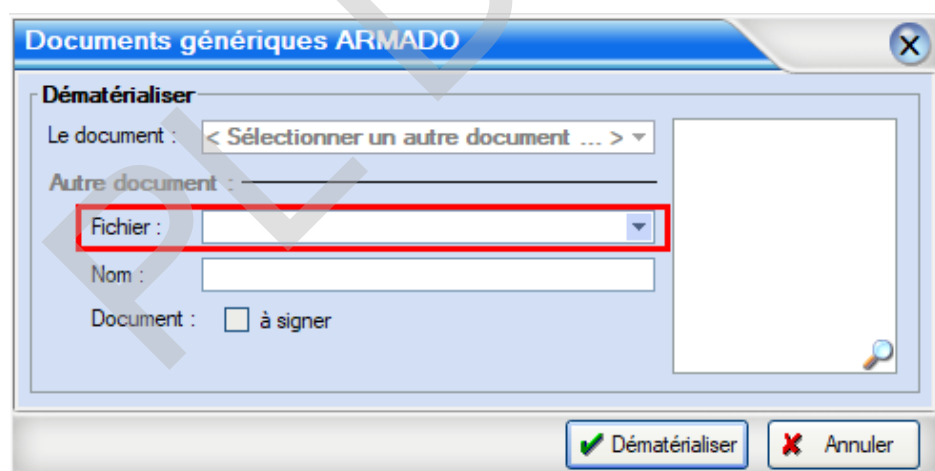 Documents génériques ARMADO
Dématérialiser
Le document : < Sélectionner un autre document ... >
Autre document :
Fichier :
Nom :
Document : à signer
Dématérialiser Annuler